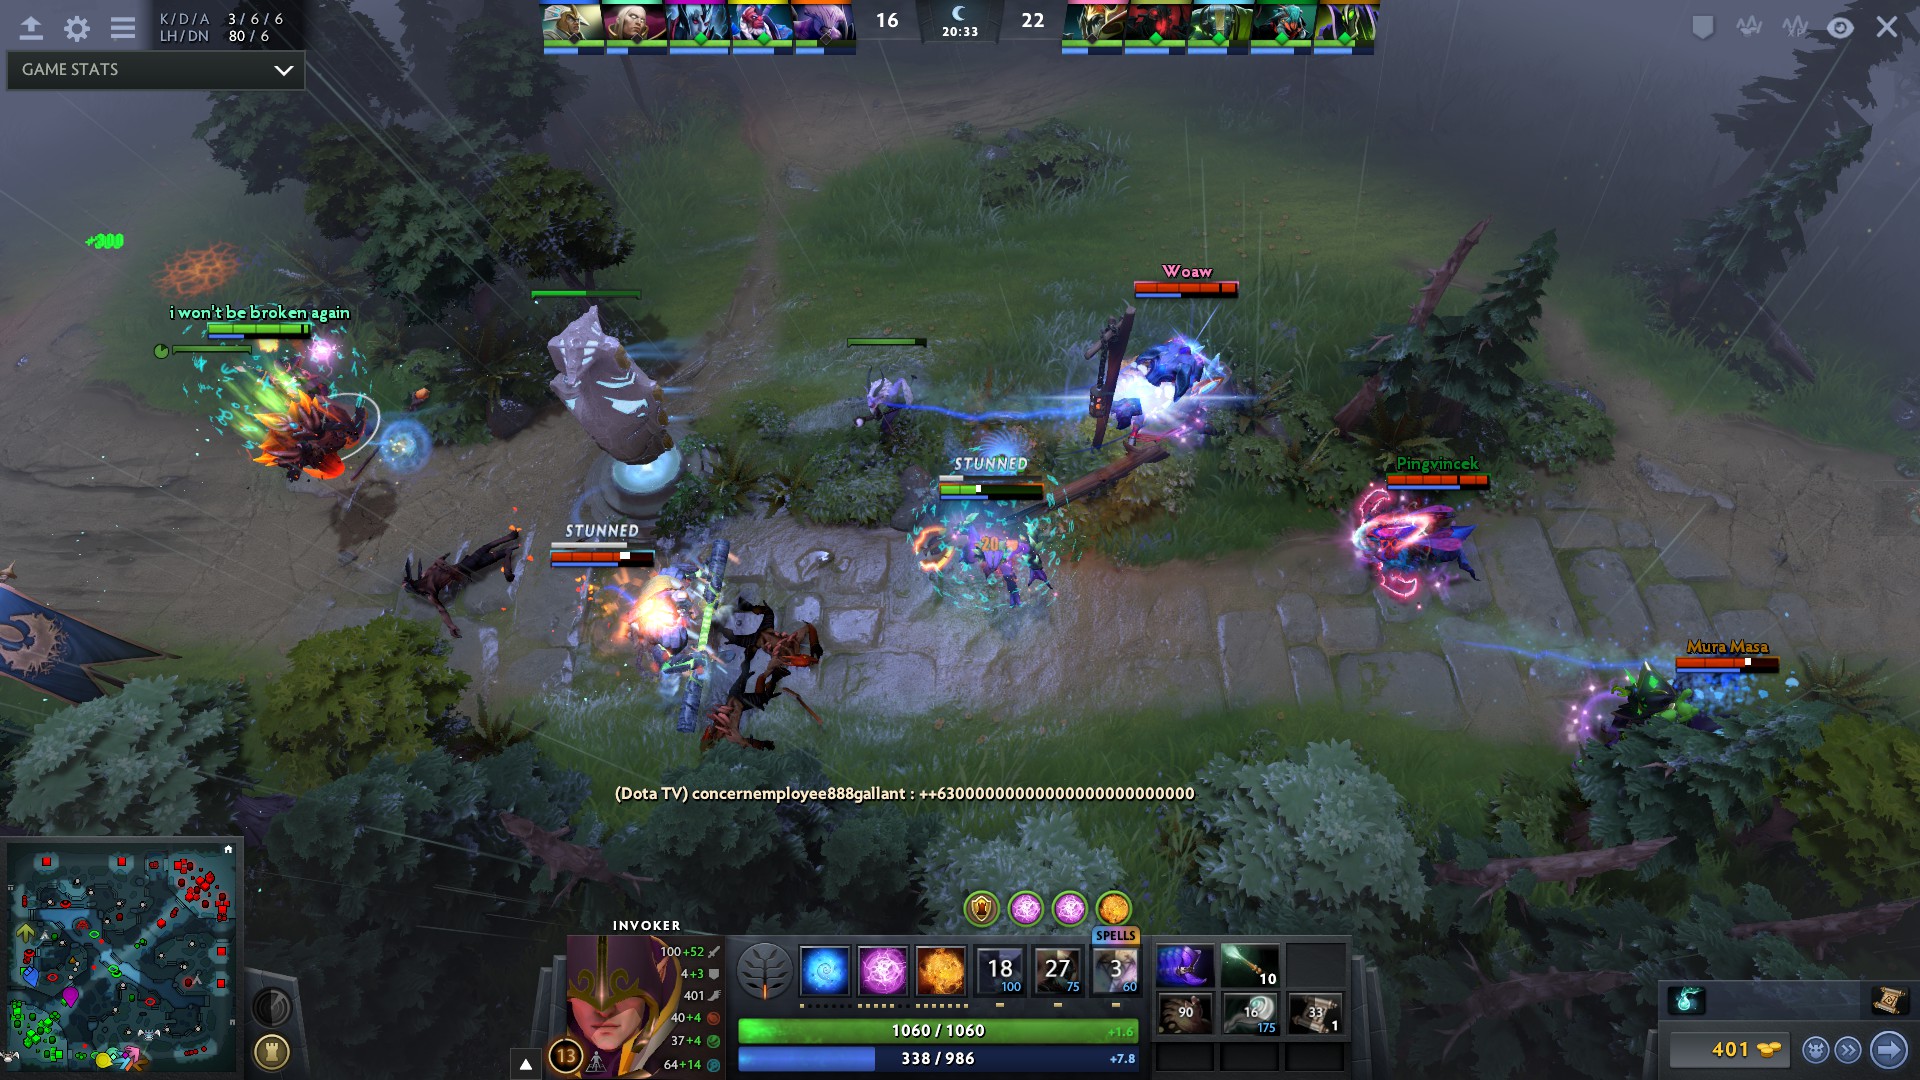 K / D / A 3 / 6 / 6
LH / DN 80 / 6
GAME STATS
16
20:33
22
+300
i won't be broken again
Woaw
STUNNED
Pingvincek
STUNNED
20
Mura Masa
(Dota TV) concernemployee888gallant : ++63000000000000000000000000
INVOKER
SPELLS
100+52
4+3
401
40+4
37+4
64+14
13
18
100
27
75
3
60
10
90
16
175
33
1
1060 / 1060
+1.6
338 / 986
+7.8
401